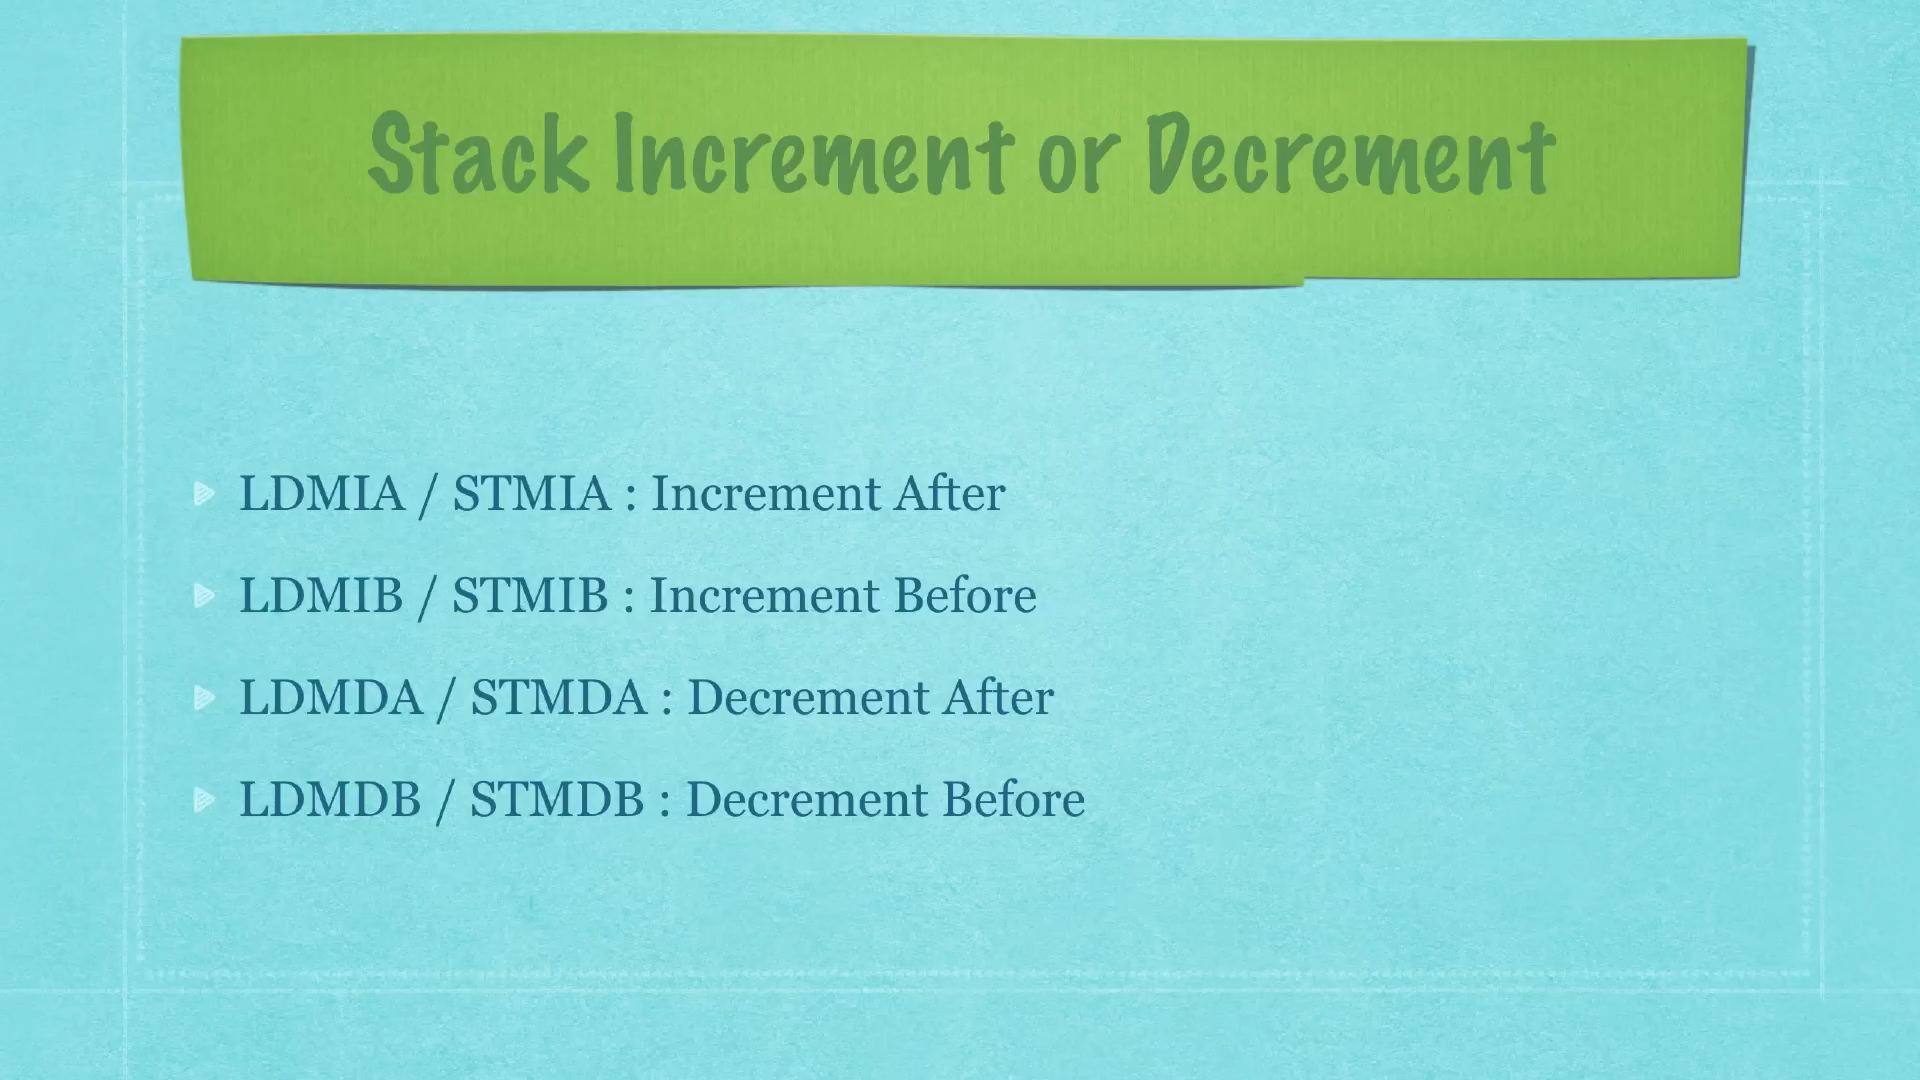 Stack Increment or Decrement
LDMIA / STMIA : Increment After
LDMIB / STMIB : Increment Before
LDMDA / STMDA : Decrement After
LDMDB / STMDB : Decrement Before